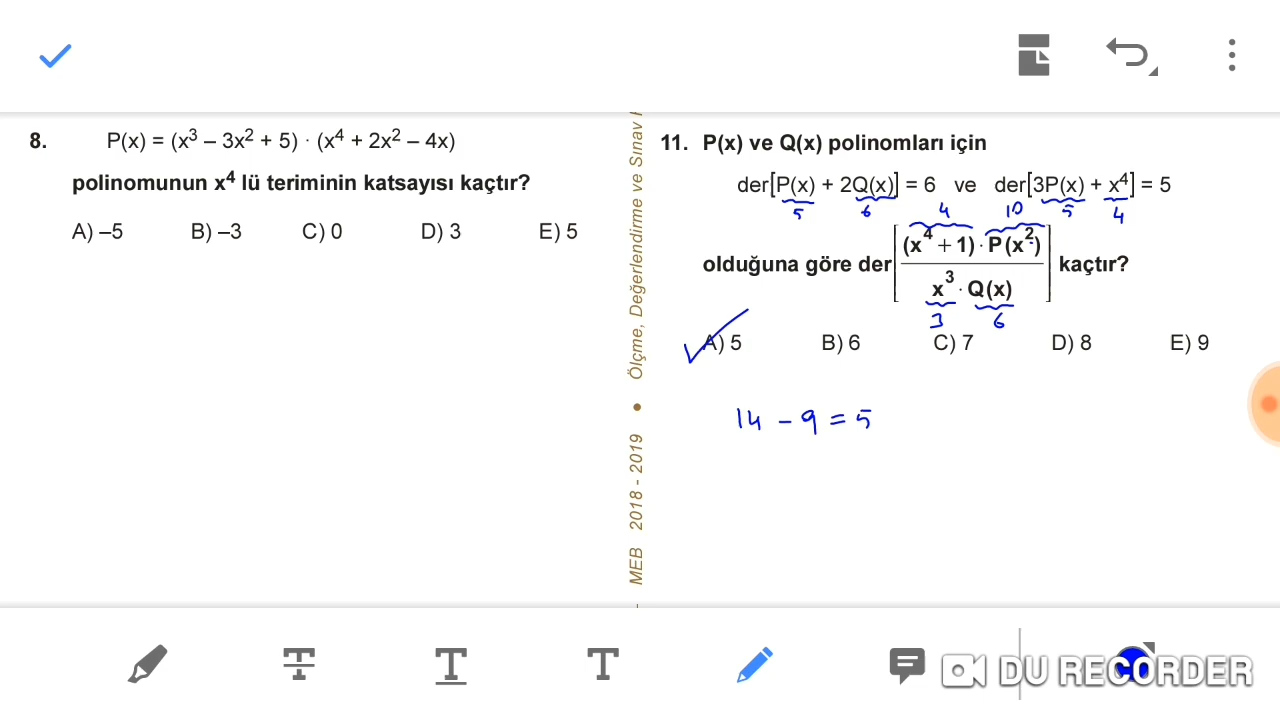 8. P(x) = (x³ – 3x² + 5) · (x⁴ + 2x² – 4x)
polinomunun x⁴ lü teriminin katsayısı kaçtır?
A) –5 B) –3 C) 0 D) 3 E) 5
Ölçme, Değerlendirme ve Sınav
MEB 2018 - 2019 •
11. P(x) ve Q(x) polinomları için
der[P(x) + 2Q(x)] = 6 ve der[3P(x) + x⁴] = 5
5 6 4 10 5 4
olduğuna göre der[(x⁴ + 1) · P(x²) / x³ · Q(x)] kaçtır?
3 6
A) 5 B) 6 C) 7 D) 8 E) 9
14 – 9 = 5
T T T
DU RECORDER